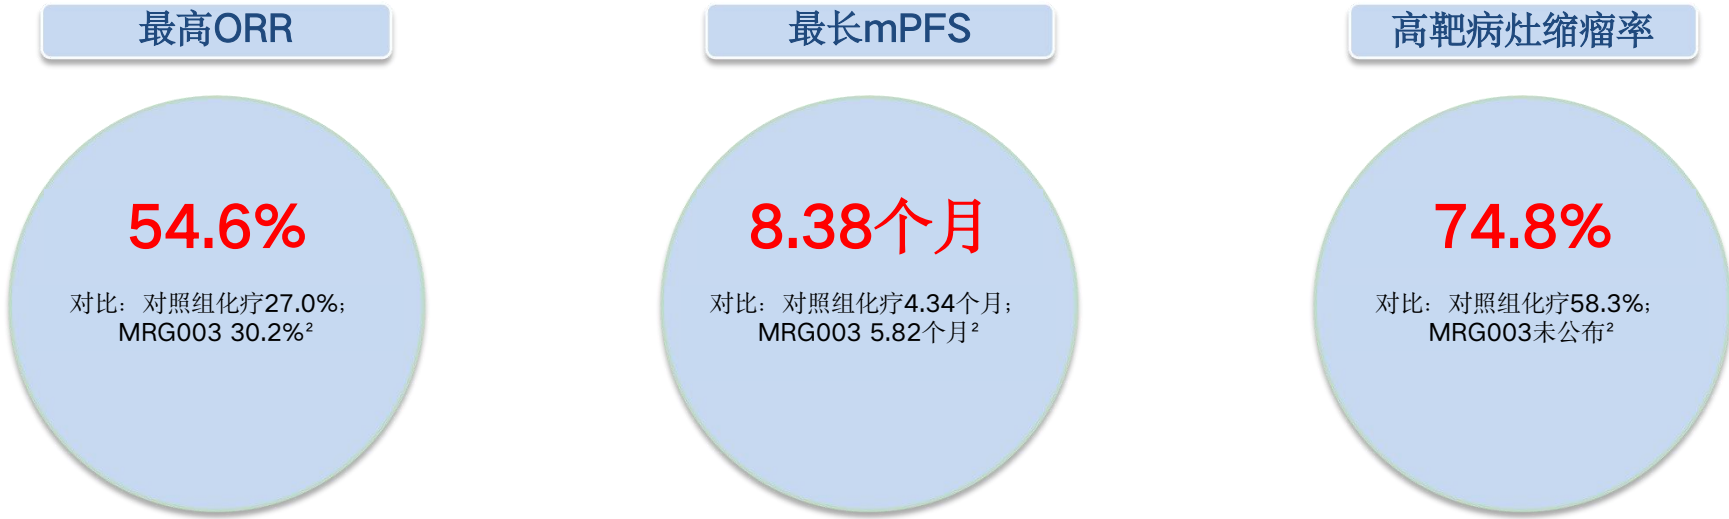 最高ORR
最长mPFS
高靶病灶缩瘤率
54.6%
对比：对照组化疗27.0%；
MRG003 30.2%²
8.38个月
对比：对照组化疗4.34个月；
MRG003 5.82个月²
74.8%
对比：对照组化疗58.3%；
MRG003未公布²